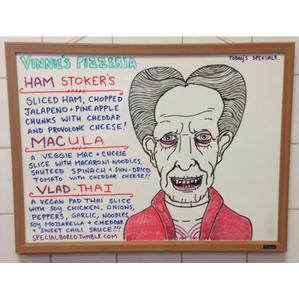 VINNIE'S PIZZERIA
TODAY'S SPECIALS..
HAM STOKER'S
SLICED HAM, CHOPPED
JALAPEÑO + PINEAPPLE
CHUNKS WITH CHEDDAR
AND PROVOLONE CHEESE!
MACULA
A VEGGIE MAC + CHEESE
SLICE WITH MACARONI NOODLES,
SAUTEED SPINACH + SUN-DRIED
TOMATO WITH CHEDDAR CHEESE!!
VLAD-THAI
A VEGAN PAD THAI SLICE
WITH SOY CHICKEN, ONIONS,
PEPPERS, GARLIC, NOODLES,
SOY MOZZARELLA + CHEDDAR
+ SWEET CHILI SAUCE!!!
SPECIALBORED.TUMBLR.COM